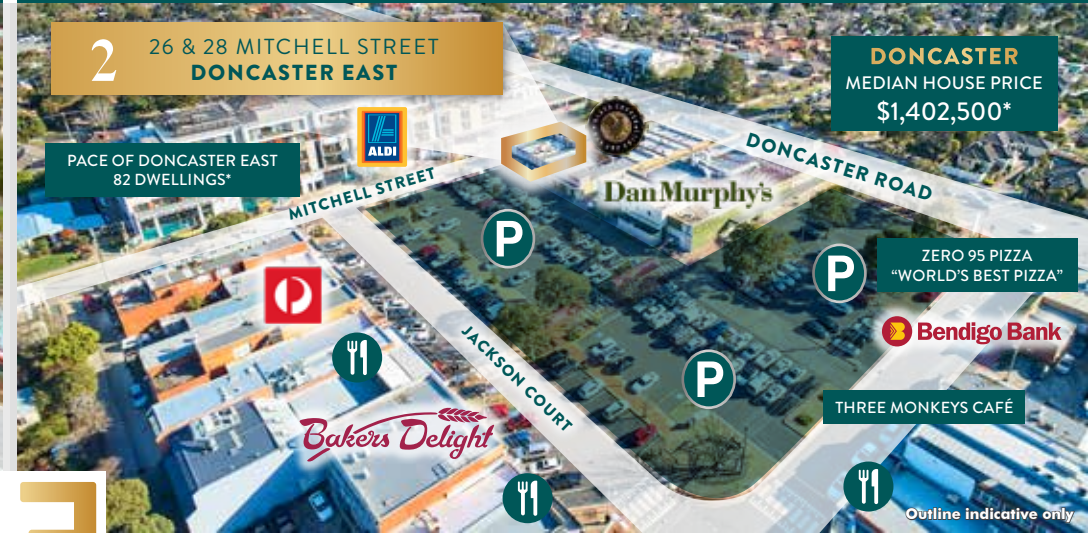 2
26 & 28 MITCHELL STREET
DONCASTER EAST
DONCASTER
MEDIAN HOUSE PRICE
$1,402,500*
ALDI
PACE OF DONCASTER EAST
82 DWELLINGS*
MITCHELL STREET
DONCASTER ROAD
Dan Murphy's
P
P
ZERO 95 PIZZA
“WORLD’S BEST PIZZA”
Bendigo Bank
JACKSON COURT
P
THREE MONKEYS CAFÉ
Bakers Delight
Outline indicative only